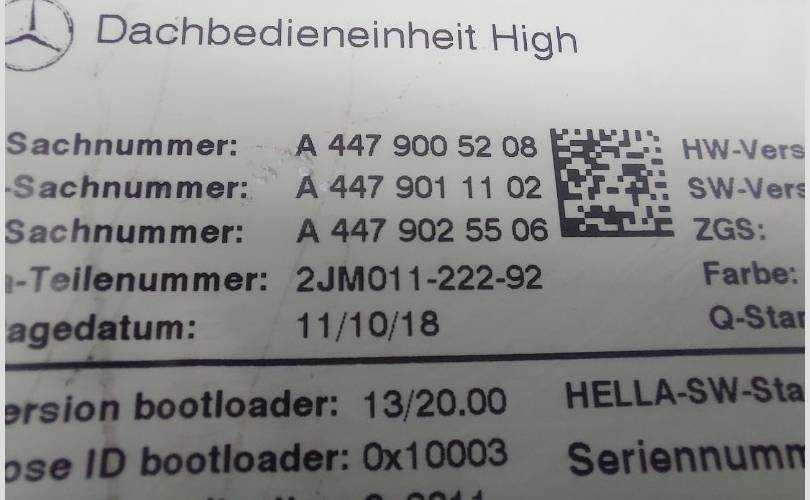 Dachbedieneinheit High
Sachnummer: A 447 900 52 08 HW-Vers
-Sachnummer: A 447 901 11 02 SW-Vers
Sachnummer: A 447 902 55 06 ZGS:
-Teilenummer: 2JM011-222-92 Farbe:
agedatum: 11/10/18 Q-Star
ersion bootloader: 13/20.00 HELLA-SW-Sta
ose ID bootloader: 0x10003 Seriennumm